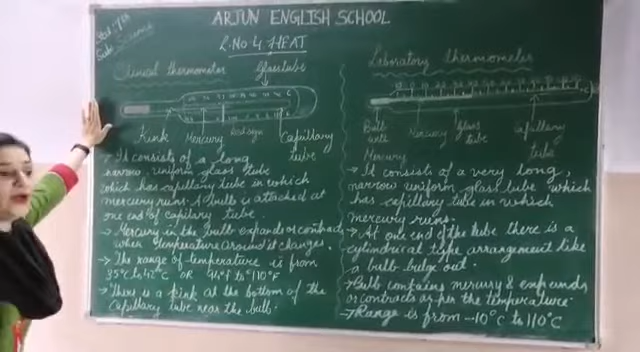 ARJUN ENGLISH SCHOOL
Std: 7th
Sub: Science
L.No 4 HEAT
Clinical thermometer
Glass tube
Kink
Mercury
Capillary
tube
→ It consists of a long
narrow, uniform glass tube
which has capillary tube in which
mercury runs. A bulb is attached at
one end of capillary tube.
→ Mercury in the bulb expands or contract
when temperature around it changes.
→ The range of temperature is from
35°C to 42°C OR 94°F to 110°F
→ There is a kink at the bottom of the
capillary tube near the bulb.
Laboratory thermometer
Bulb
with
Mercury
Mercury
Glass
tube
Capillary
tube
→ It consists of a very long,
narrow uniform glass tube which
has capillary tube in which
mercury runs.
→ At one end of the tube there is a
cylindrical type arrangement like
a bulb bulge out.
→ Bulb contains mercury & expands
or contracts as per the temperature.
→ Range is from -10°C to 110°C